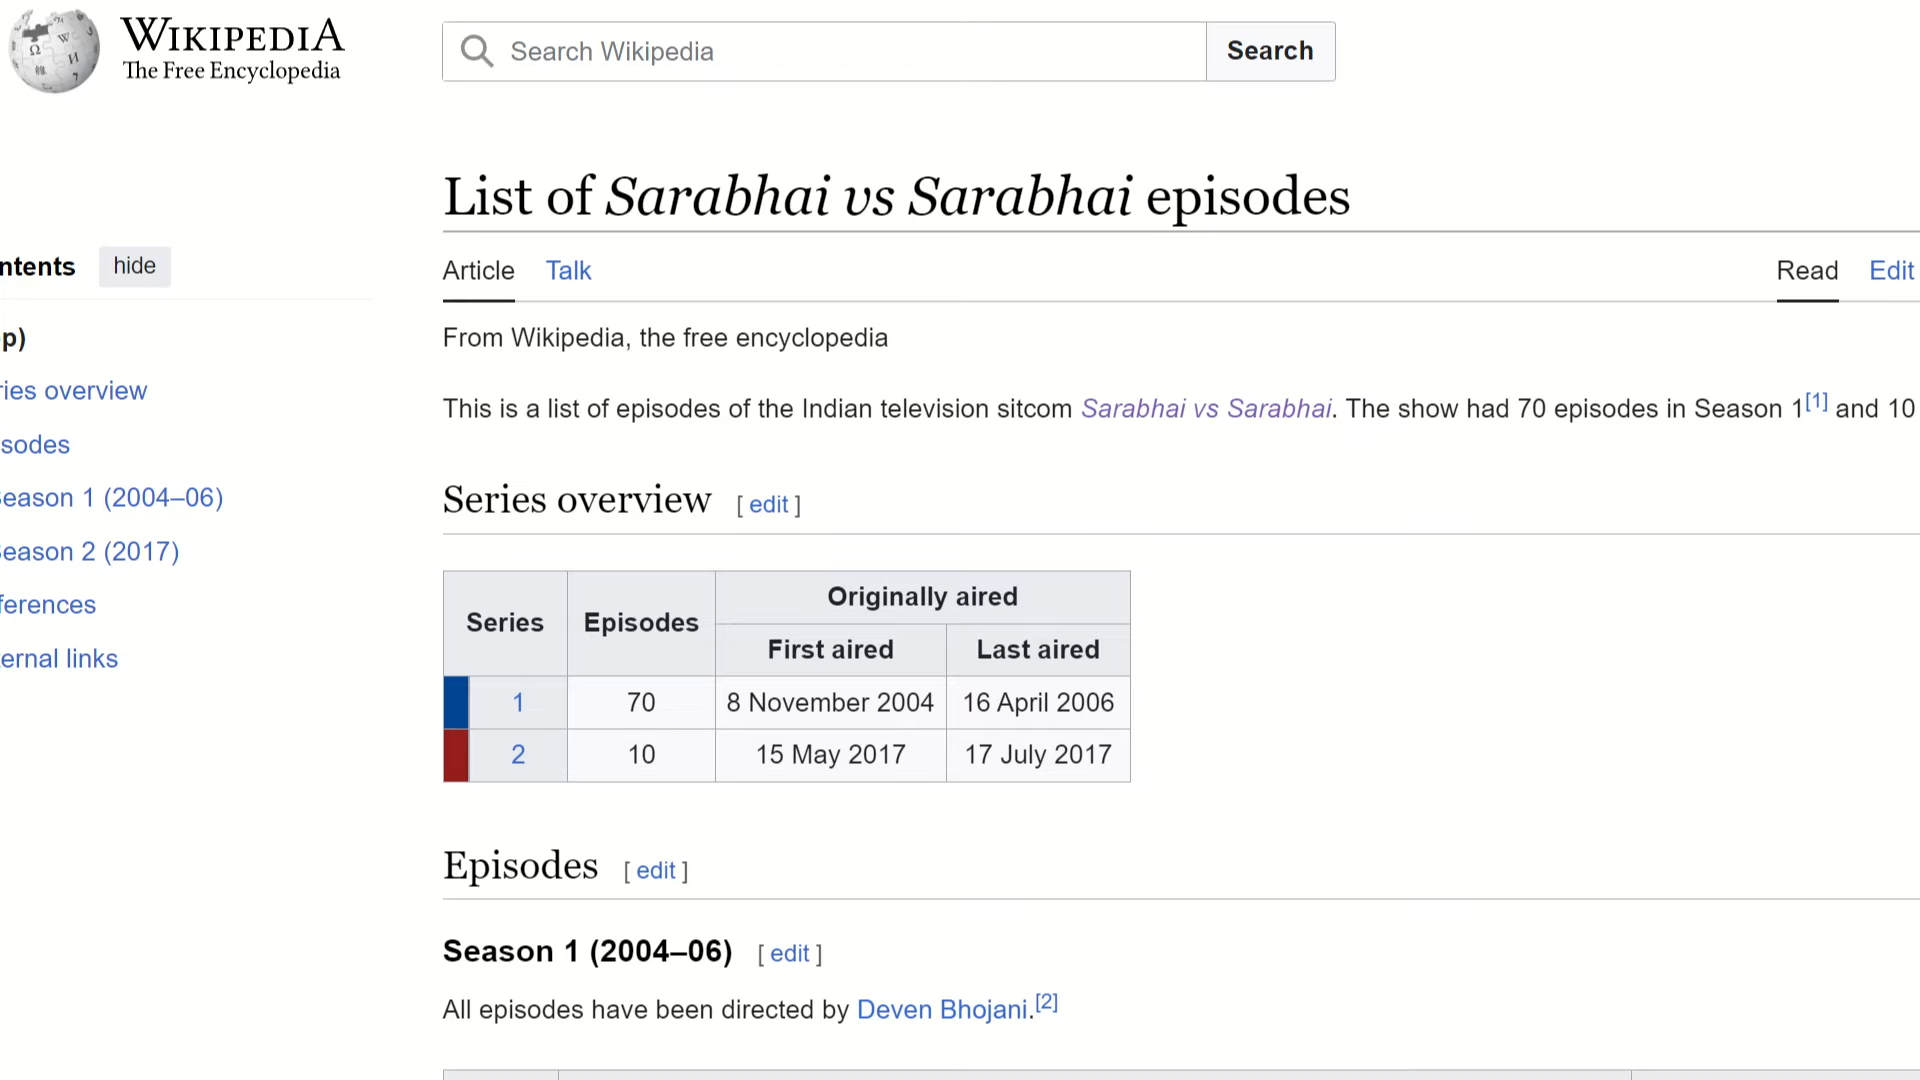 WIKIPEDIA
The Free Encyclopedia
Search Wikipedia
Search
List of Sarabhai vs Sarabhai episodes
ntents hide
Article Talk Read Edit
p)
ries overview
sodes
eason 1 (2004–06)
eason 2 (2017)
ferences
ernal links
From Wikipedia, the free encyclopedia
This is a list of episodes of the Indian television sitcom Sarabhai vs Sarabhai. The show had 70 episodes in Season 1[1] and 10
Series overview [ edit ]
Series Episodes Originally aired
First aired Last aired
1 70 8 November 2004 16 April 2006
2 10 15 May 2017 17 July 2017
Episodes [ edit ]
Season 1 (2004–06) [ edit ]
All episodes have been directed by Deven Bhojani.[2]